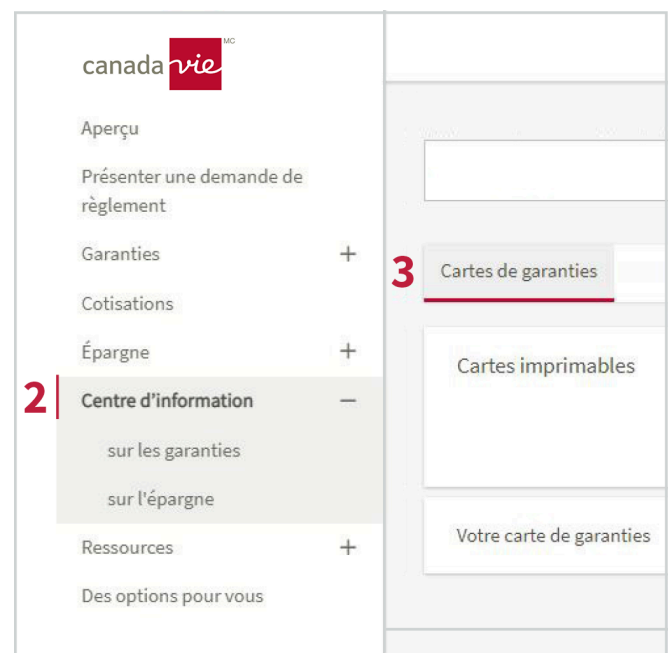 canada vie MC
Aperçu
Présenter une demande de
règlement
Garanties +
Cotisations
Épargne +
2 Centre d’information –
sur les garanties
sur l'épargne
Ressources +
Des options pour vous
3 Cartes de garanties
Cartes imprimables
Votre carte de garanties